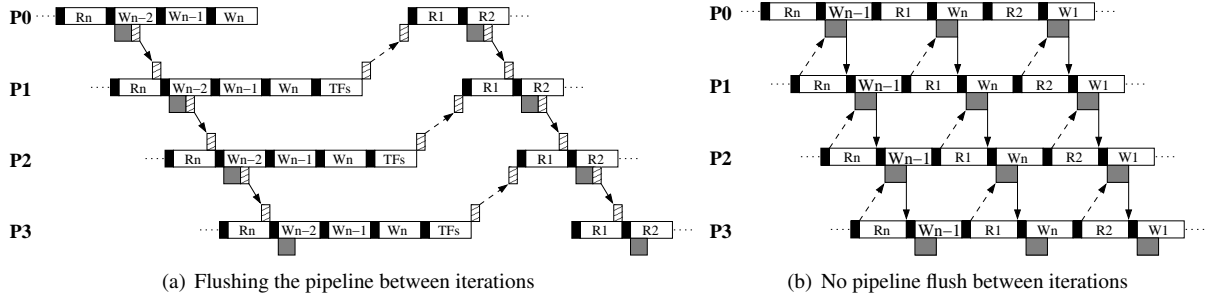 P0 Rn Wn−2 Wn−1 Wn R1 R2
P1 Rn Wn−2 Wn−1 Wn TFs R1 R2
P2 Rn Wn−2 Wn−1 Wn TFs R1 R2
P3 Rn Wn−2 Wn−1 Wn TFs R1 R2
(a) Flushing the pipeline between iterations
P0 Rn Wn−1 R1 Wn R2 W1
P1 Rn Wn−1 R1 Wn R2 W1
P2 Rn Wn−1 R1 Wn R2 W1
P3 Rn Wn−1 R1 Wn R2 W1
(b) No pipeline flush between iterations